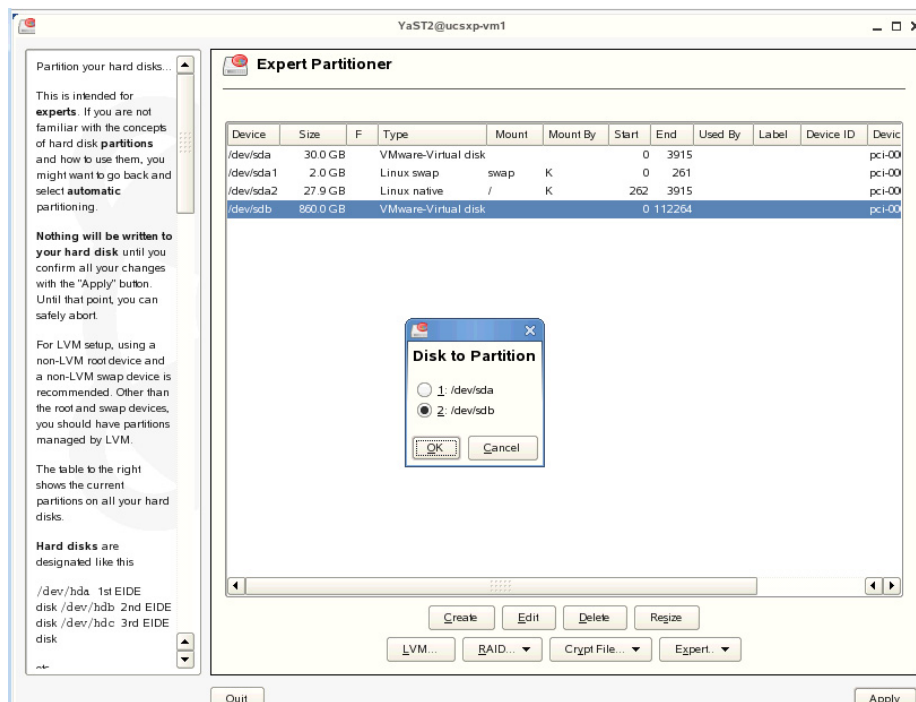 YaST2@ucsxp-vm1
Partition your hard disks...
This is intended for
experts. If you are not
familiar with the concepts
of hard disk partitions
and how to use them, you
might want to go back and
select automatic
partitioning.
Nothing will be written to
your hard disk until you
confirm all your changes
with the "Apply" button.
Until that point, you can
safely abort.
For LVM setup, using a
non-LVM root device and
a non-LVM swap device is
recommended. Other than
the root and swap devices,
you should have partitions
managed by LVM.
The table to the right
shows the current
partitions on all your hard
disks.
Hard disks are
designated like this
/dev/hda 1st EIDE
disk /dev/hdb 2nd EIDE
disk /dev/hdc 3rd EIDE
disk
Expert Partitioner
Device Size F Type Mount Mount By Start End Used By Label Device ID Devic
/dev/sda 30.0 GB VMware-Virtual disk 0 3915 pci-00
/dev/sda1 2.0 GB Linux swap swap K 0 261
/dev/sda2 27.9 GB Linux native / K 262 3915
/dev/sdb 860.0 GB VMware-Virtual disk 0 112264 pci-00
Disk to Partition
1: /dev/sda
2: /dev/sdb
OK Cancel
Create Edit Delete Resize
LVM... RAID... Crypt File... Expert..
Quit Apply